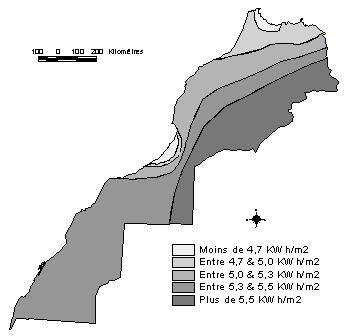 100 0 100 200 Kilométres
Moins de 4,7 KW h/m2
Entre 4,7 & 5,0 KW h/m2
Entre 5,0 & 5,3 KW h/m2
Entre 5,3 & 5,5 KW h/m2
Plus de 5,5 KW h/m2